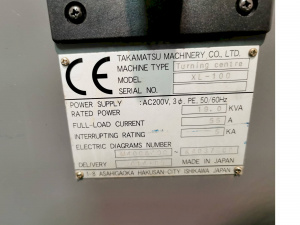 CE
TAKAMATSU MACHINERY CO., LTD.
MACHINE TYPE Turning centre
MODEL XL-100
SERIAL NO.
POWER SUPPLY : AC200V, 3ϕ, PE, 50/60Hz
RATED POWER KVA
FULL-LOAD CURRENT A
INTERRUPTING RATING 5 KA
ELECTRIC DIAGRAMS NUMBER
DELIVERY MADE IN JAPAN
1-8 ASAHIGAOKA HAKUSAN-CITY ISHIKAWA JAPAN